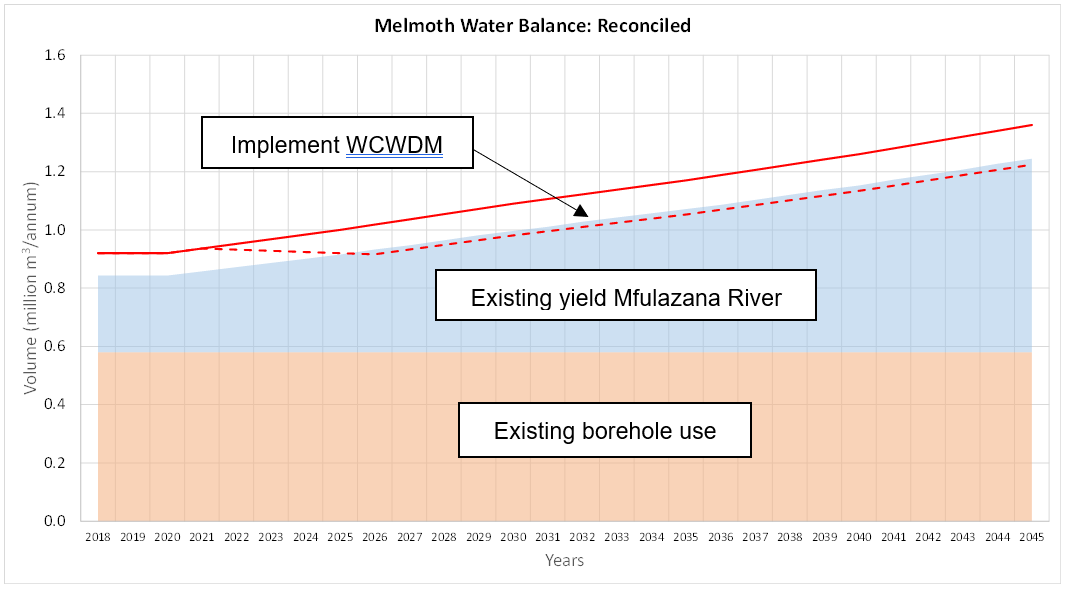 Melmoth Water Balance: Reconciled
1.6
1.4
1.2
1.0
0.8
0.6
0.4
0.2
0.0
Volume (million m³/annum)
Implement WCWDM
Existing yield Mfulazana River
Existing borehole use
2018 2019 2020 2021 2022 2023 2024 2025 2026 2027 2028 2029 2030 2031 2032 2033 2034 2035 2036 2037 2038 2039 2040 2041 2042 2043 2044 2045
Years